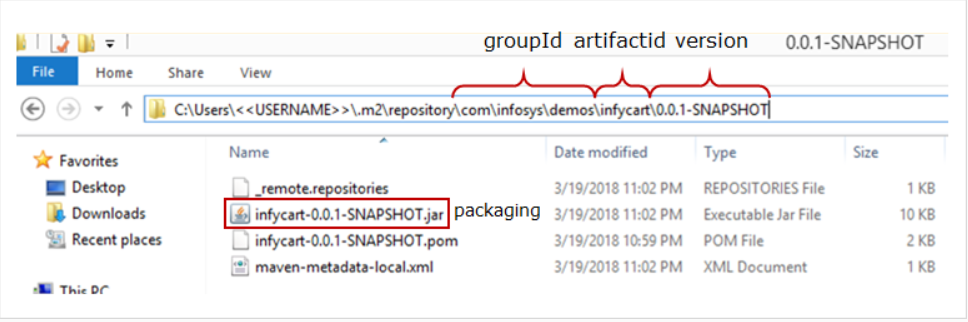 groupId artifactid version 0.0.1-SNAPSHOT
File Home Share View
C:\Users\<<USERNAME>>\.m2\repository\com\infosys\demos\infycart\0.0.1-SNAPSHOT
Favorites Name Date modified Type Size
Desktop _remote.repositories 3/19/2018 11:02 PM REPOSITORIES File 1 KB
Downloads infycart-0.0.1-SNAPSHOT.jar packaging 3/19/2018 11:02 PM Executable Jar File 10 KB
Recent places infycart-0.0.1-SNAPSHOT.pom 3/19/2018 10:59 PM POM File 2 KB
maven-metadata-local.xml 3/19/2018 11:02 PM XML Document 1 KB
This PC